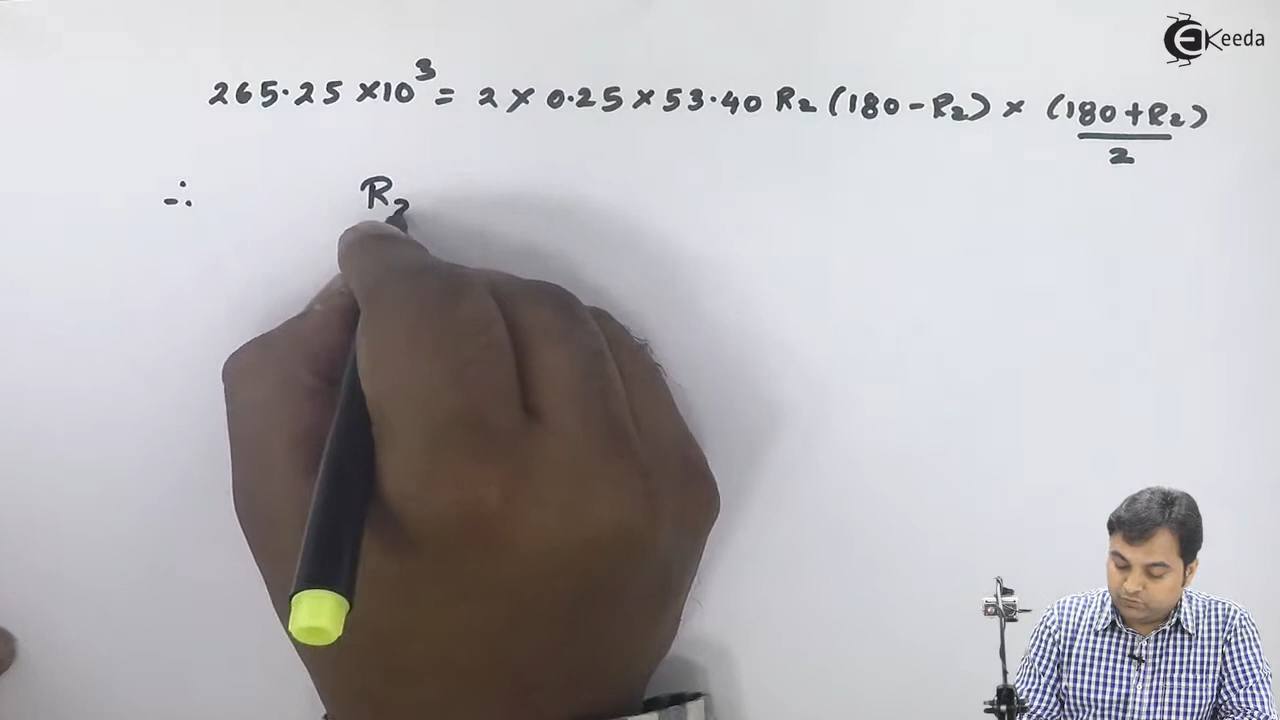 EKeeda
265.25 ×10³ = 2 × 0.25 × 53.40 R₂ (180 - R₂) × (180 + R₂)
2
∴ R₂